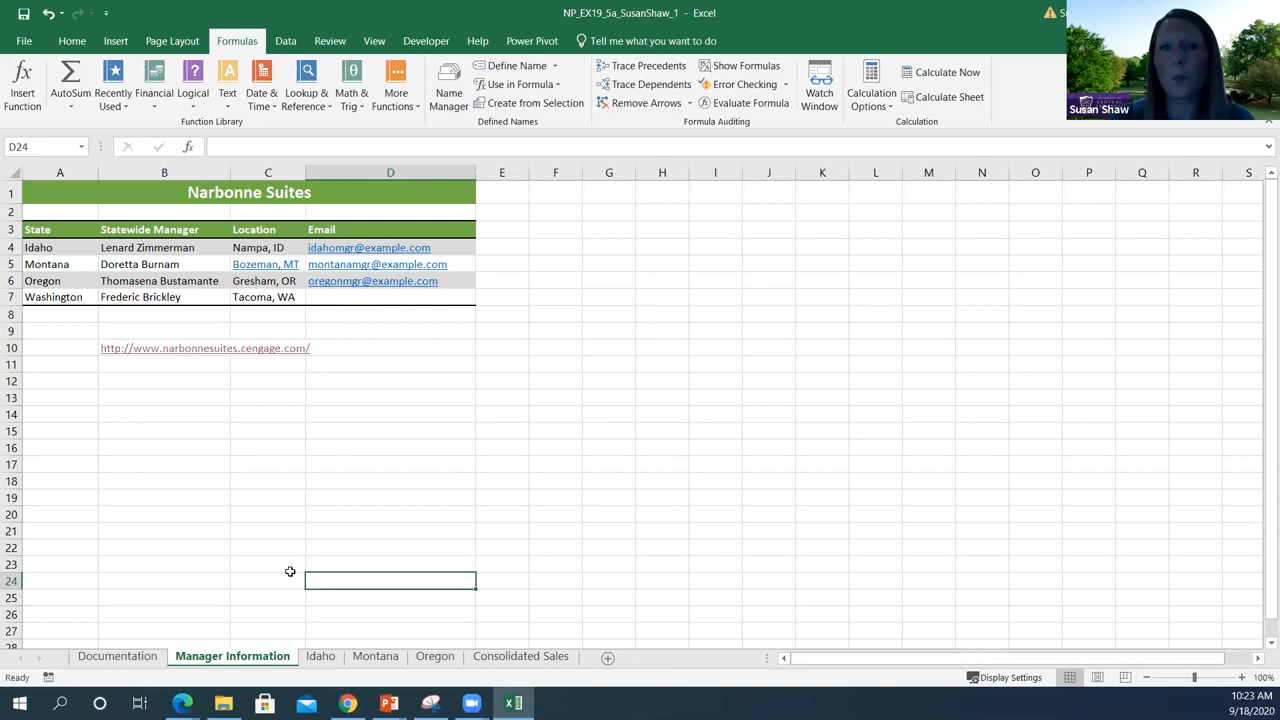 NP_EX19_5a_SusanShaw_1 - Excel
File Home Insert Page Layout Formulas Data Review View Developer Help Power Pivot Tell me what you want to do
Insert Function
AutoSum
Recently Used
Financial
Logical
Text
Date & Time
Lookup & Reference
Math & Trig
More Functions
Function Library
Name Manager
Define Name
Use in Formula
Create from Selection
Defined Names
Trace Precedents
Trace Dependents
Remove Arrows
Show Formulas
Error Checking
Evaluate Formula
Formula Auditing
Watch Window
Calculation Options
Calculate Now
Calculate Sheet
Calculation
Susan Shaw
D24
fx
A B C D E F G H I J K L M N O P Q R S
1 Narbonne Suites
2
3 State Statewide Manager Location Email
4 Idaho Lenard Zimmerman Nampa, ID idahomgr@example.com
5 Montana Doretta Burnam Bozeman, MT montanamgr@example.com
6 Oregon Thomasena Bustamante Gresham, OR oregonmgr@example.com
7 Washington Frederic Brickley Tacoma, WA
8
9
10 http://www.narbonnesuites.cengage.com/
11
12
13
14
15
16
17
18
19
20
21
22
23
24
25
26
27
28
Documentation Manager Information Idaho Montana Oregon Consolidated Sales
Ready Display Settings 100%
10:23 AM
9/18/2020